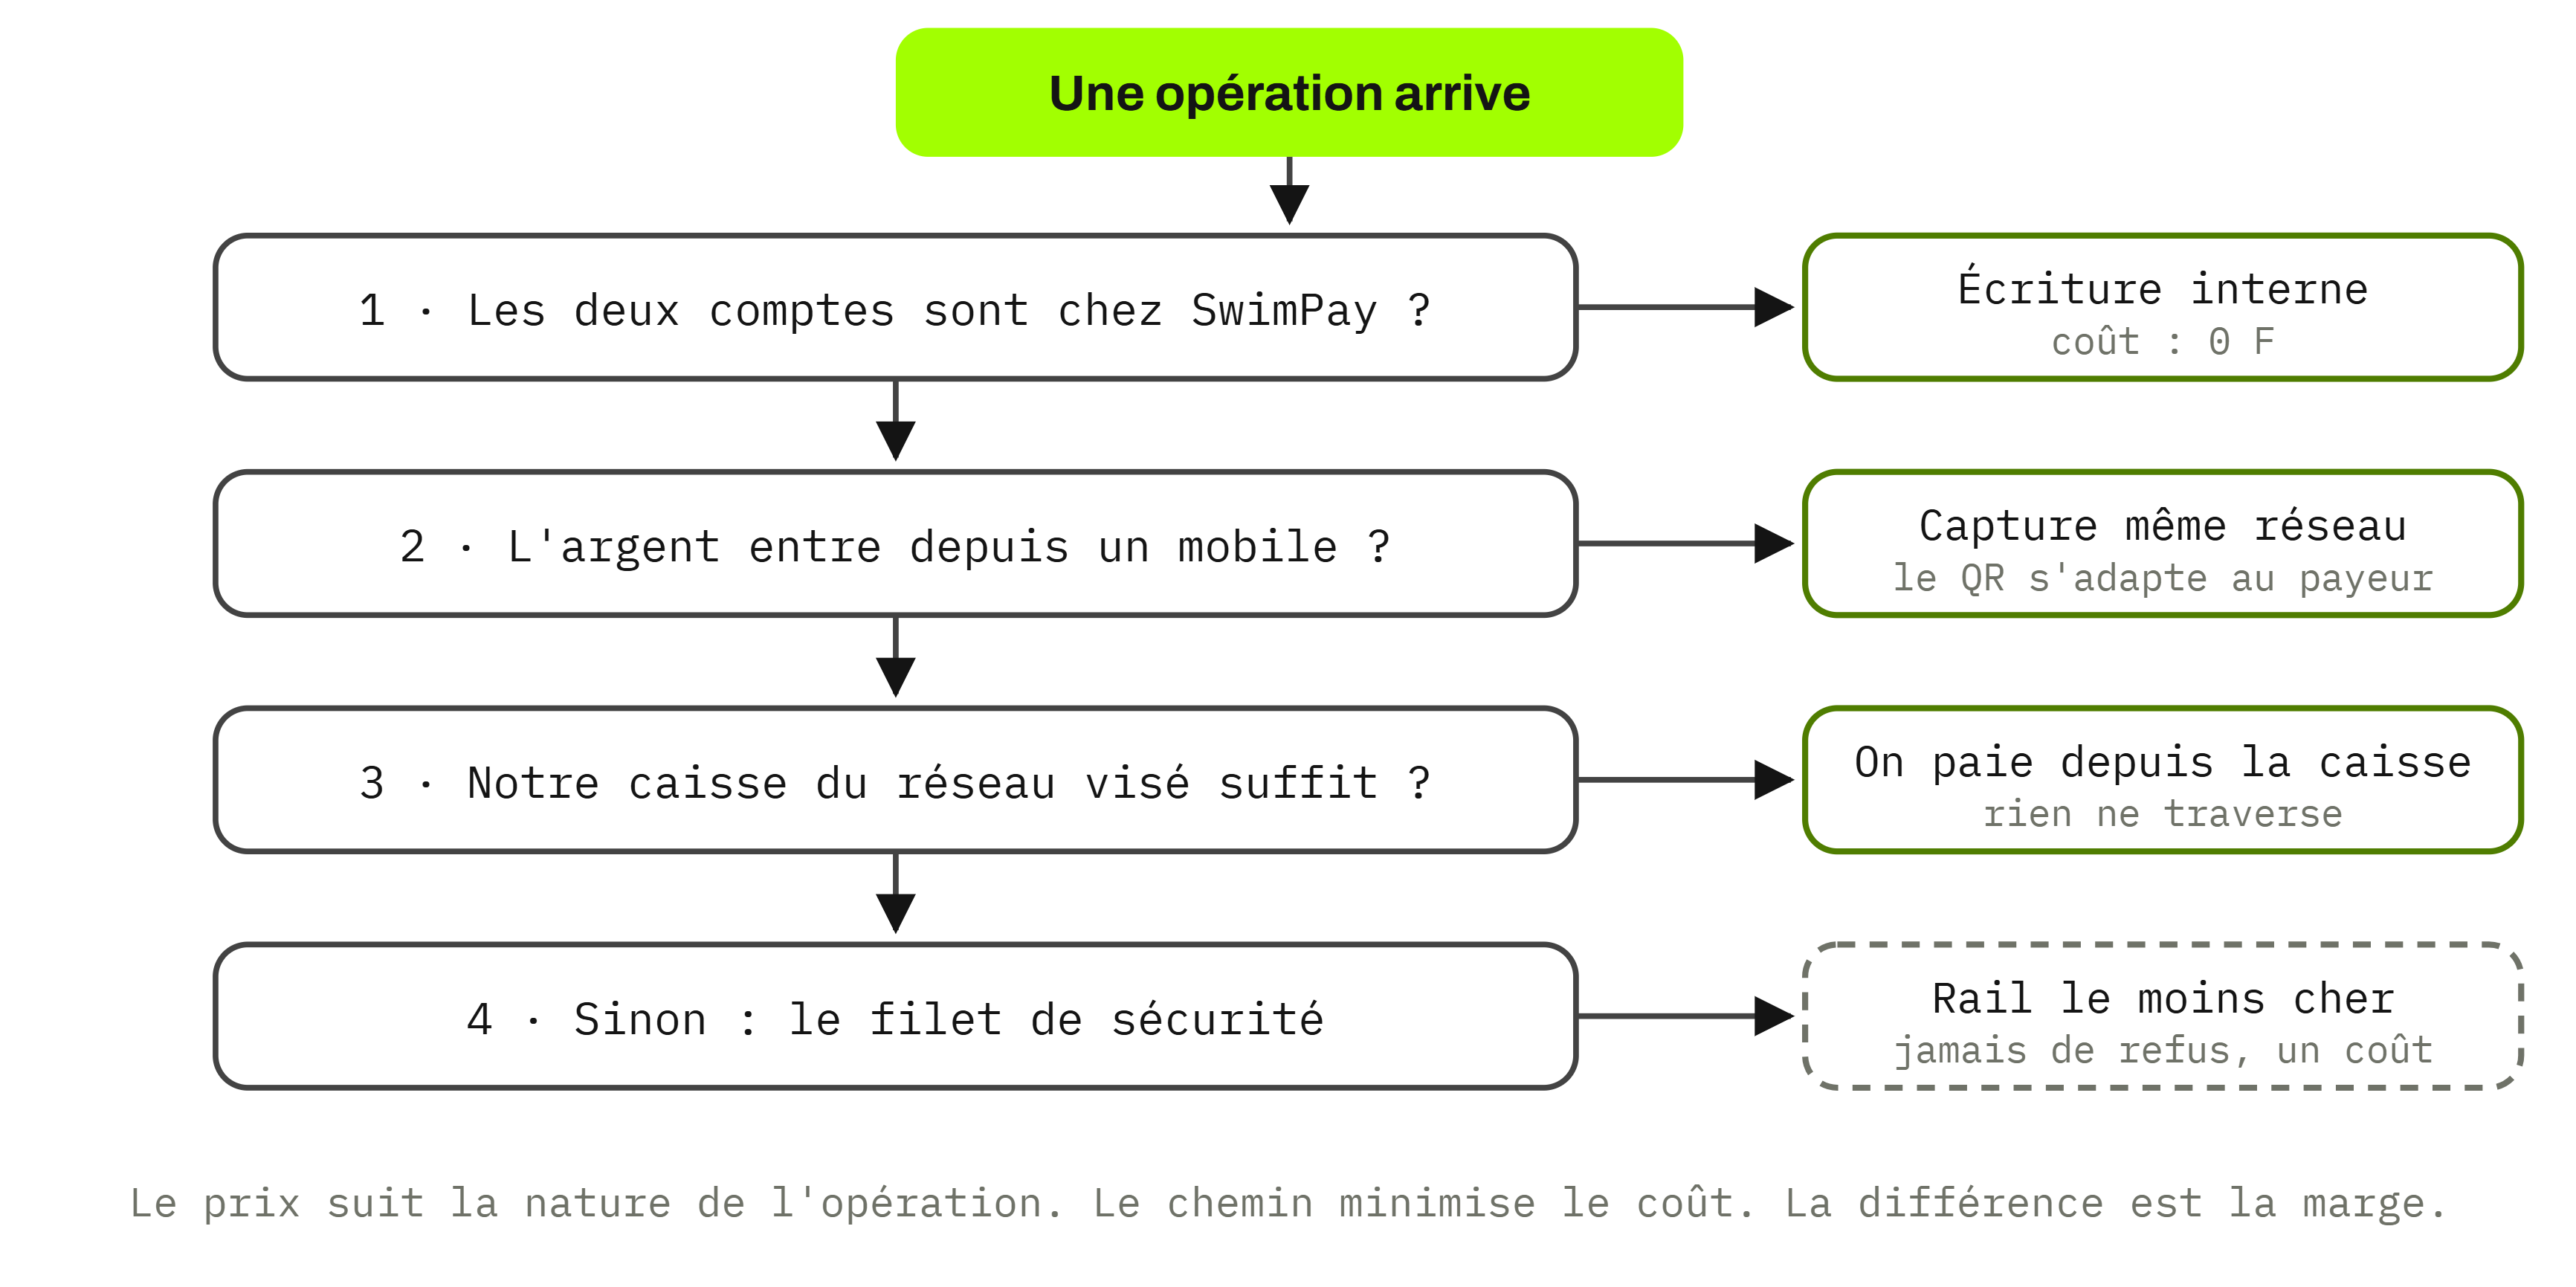 Une opération arrive
1 · Les deux comptes sont chez SwimPay ?
Écriture interne
coût : 0 F
2 · L'argent entre depuis un mobile ?
Capture même réseau
le QR s'adapte au payeur
3 · Notre caisse du réseau visé suffit ?
On paie depuis la caisse
rien ne traverse
4 · Sinon : le filet de sécurité
Rail le moins cher
jamais de refus, un coût
Le prix suit la nature de l'opération. Le chemin minimise le coût. La différence est la marge.